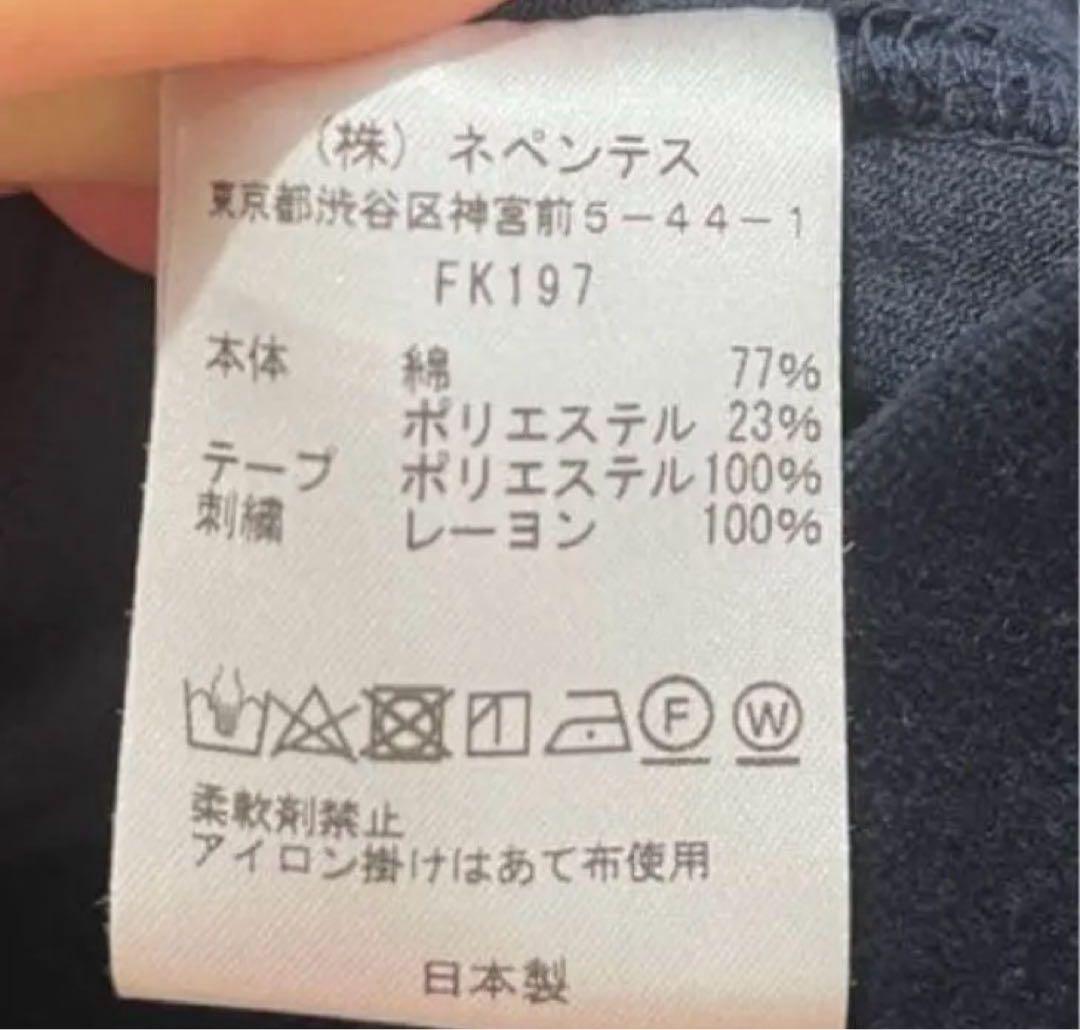 （株）ネペンテス
東京都渋谷区神宮前５－４４－１
FK197
本体 綿 77%
ポリエステル 23%
テープ ポリエステル 100%
刺繍 レーヨン 100%
F W
柔軟剤禁止
アイロン掛けはあて布使用
日本製